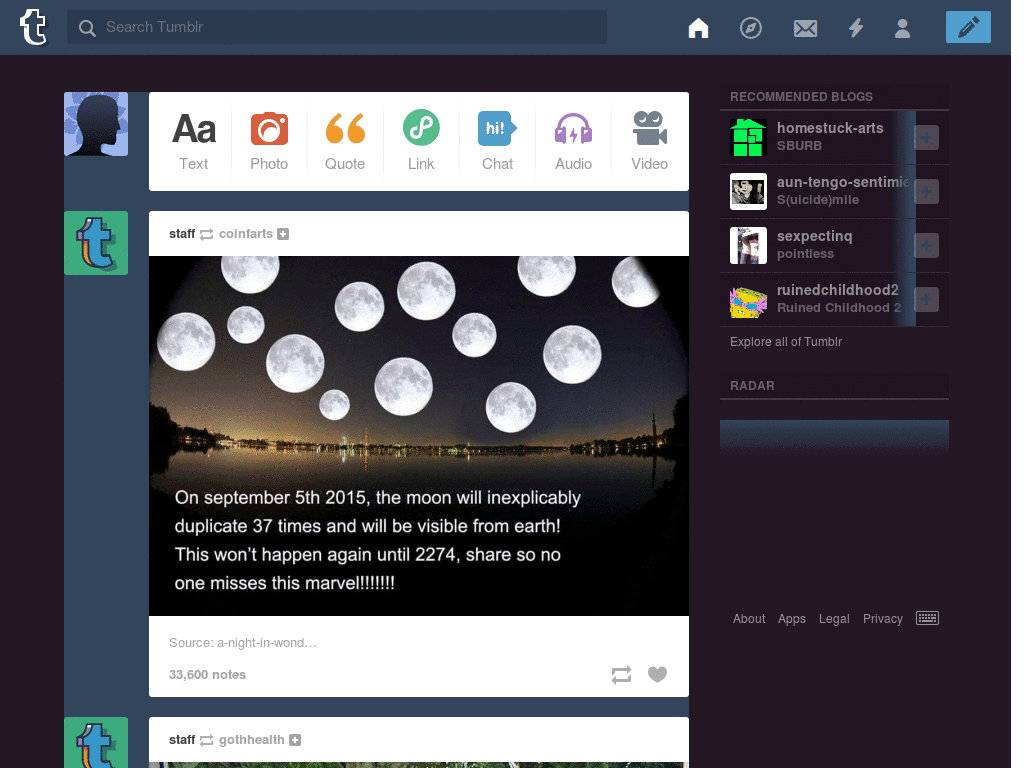 t
Search Tumblr
Aa
hi!
Text
Photo
Quote
Link
Chat
Audio
Video
staff coinfarts
On september 5th 2015, the moon will inexplicably
duplicate 37 times and will be visible from earth!
This won't happen again until 2274, share so no
one misses this marvel!!!!!!!
Source: a-night-in-wond…
33,600 notes
staff gothhealth
RECOMMENDED BLOGS
homestuck-arts
SBURB
aun-tengo-sentimie
S(uicide)mile
sexpectinq
pointless
ruinedchildhood2
Ruined Childhood 2
Explore all of Tumblr
RADAR
About Apps Legal Privacy